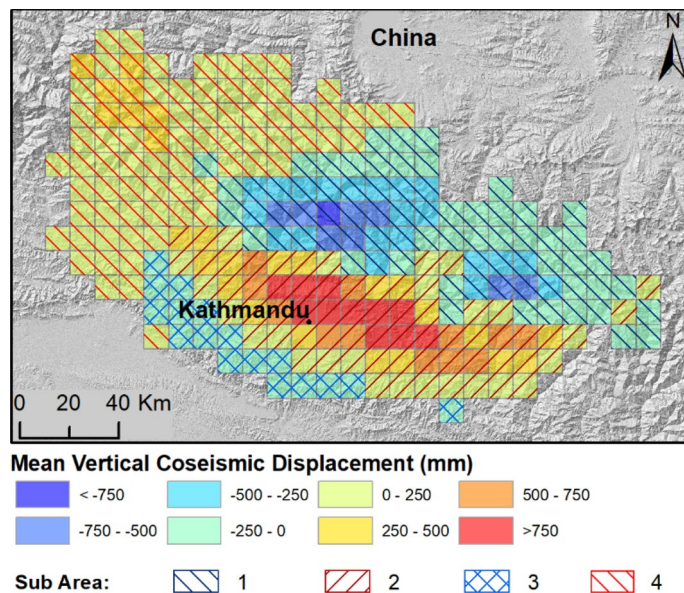 China
N
Kathmandu
0 20 40 Km
Mean Vertical Coseismic Displacement (mm)
< -750 -500 - -250 0 - 250 500 - 750
-750 - -500 -250 - 0 250 - 500 >750
Sub Area: 1 2 3 4